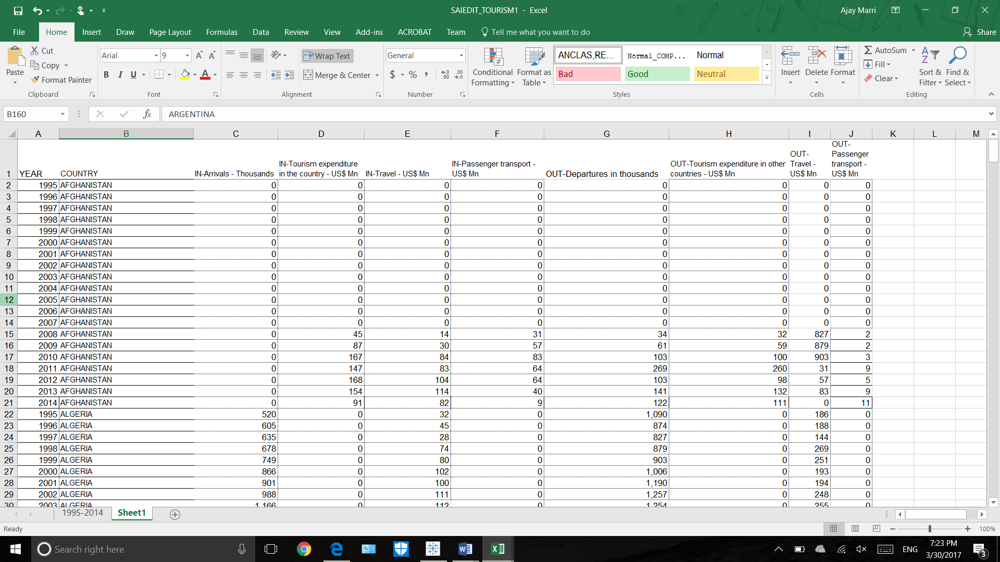 SAIEDIT_TOURISM1 - Excel
Ajay Marri
File Home Insert Draw Page Layout Formulas Data Review View Add-ins ACROBAT Team Tell me what you want to do Share
Paste
Cut
Copy
Format Painter
Clipboard
Arial 9
B I U
Font
Wrap Text
Merge & Center
Alignment
General
$ % ,
Number
Conditional Formatting
Format as Table
ANCLAS,RE... Normal_COMP... Normal
Bad Good Neutral
Styles
Insert Delete Format
Cells
AutoSum
Fill
Clear
Sort & Filter
Find & Select
Editing
B160 fx ARGENTINA
A B C D E F G H I J K L M
1 YEAR COUNTRY IN-Arrivals - Thousands IN-Tourism expenditure in the country - US$ Mn IN-Travel - US$ Mn IN-Passenger transport - US$ Mn OUT-Departures in thousands OUT-Tourism expenditure in other countries - US$ Mn OUT-Travel - US$ Mn OUT-Passenger transport - US$ Mn
2 1995 AFGHANISTAN 0 0 0 0 0 0 0 0
3 1996 AFGHANISTAN 0 0 0 0 0 0 0 0
4 1997 AFGHANISTAN 0 0 0 0 0 0 0 0
5 1998 AFGHANISTAN 0 0 0 0 0 0 0 0
6 1999 AFGHANISTAN 0 0 0 0 0 0 0 0
7 2000 AFGHANISTAN 0 0 0 0 0 0 0 0
8 2001 AFGHANISTAN 0 0 0 0 0 0 0 0
9 2002 AFGHANISTAN 0 0 0 0 0 0 0 0
10 2003 AFGHANISTAN 0 0 0 0 0 0 0 0
11 2004 AFGHANISTAN 0 0 0 0 0 0 0 0
12 2005 AFGHANISTAN 0 0 0 0 0 0 0 0
13 2006 AFGHANISTAN 0 0 0 0 0 0 0 0
14 2007 AFGHANISTAN 0 0 0 0 0 0 0 0
15 2008 AFGHANISTAN 0 45 14 31 34 32 827 2
16 2009 AFGHANISTAN 0 87 30 57 61 59 879 2
17 2010 AFGHANISTAN 0 167 84 83 103 100 903 3
18 2011 AFGHANISTAN 0 147 83 64 269 260 31 9
19 2012 AFGHANISTAN 0 168 104 64 103 98 57 5
20 2013 AFGHANISTAN 0 154 114 40 141 132 83 9
21 2014 AFGHANISTAN 0 91 82 9 122 111 0 11
22 1995 ALGERIA 520 0 32 0 1,090 0 186 0
23 1996 ALGERIA 605 0 45 0 874 0 188 0
24 1997 ALGERIA 635 0 28 0 827 0 144 0
25 1998 ALGERIA 678 0 74 0 879 0 269 0
26 1999 ALGERIA 749 0 80 0 903 0 251 0
27 2000 ALGERIA 866 0 102 0 1,006 0 193 0
28 2001 ALGERIA 901 0 100 0 1,190 0 194 0
29 2002 ALGERIA 988 0 111 0 1,257 0 248 0
30 2003 ALGERIA 1,166 0 112 0 1,254 0 255 0
1995-2014 Sheet1
Ready 100%
Search right here
ENG
7:23 PM
3/30/2017
3